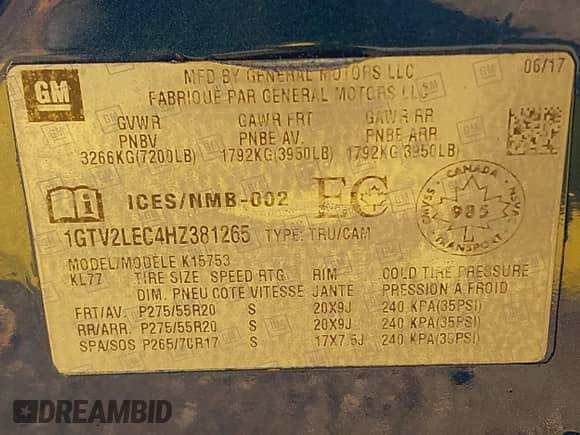 GM
MFD BY GENERAL MOTORS LLC
FABRIQUÉ PAR GENERAL MOTORS LLC
06/17
GVWR GAWR FRT GAWR RR
PNBV PNBE AV. PNBE ARR
3266KG(7200LB) 1792KG(3950LB) 1792KG(3950LB)
i ICES/NMB-002 EC
CANADA
CMVSS NSVAC
985
L
TRANSPORT
1GTV2LEC4HZ381265 TYPE: TRU/CAM
MODEL/MODÈLE K15753
KL77 TIRE SIZE SPEED RTG RIM COLD TIRE PRESSURE
DIM. PNEU COTÉ VITESSE JANTE PRESSION À FROID
FRT/AV. P275/55R20 S 20X9J 240 KPA(35PSI)
RR/ARR. P275/55R20 S 20X9J 240 KPA(35PSI)
SPA/SOS P265/70R17 S 17X7.5J 240 KPA(35PSI)
DREAMBID